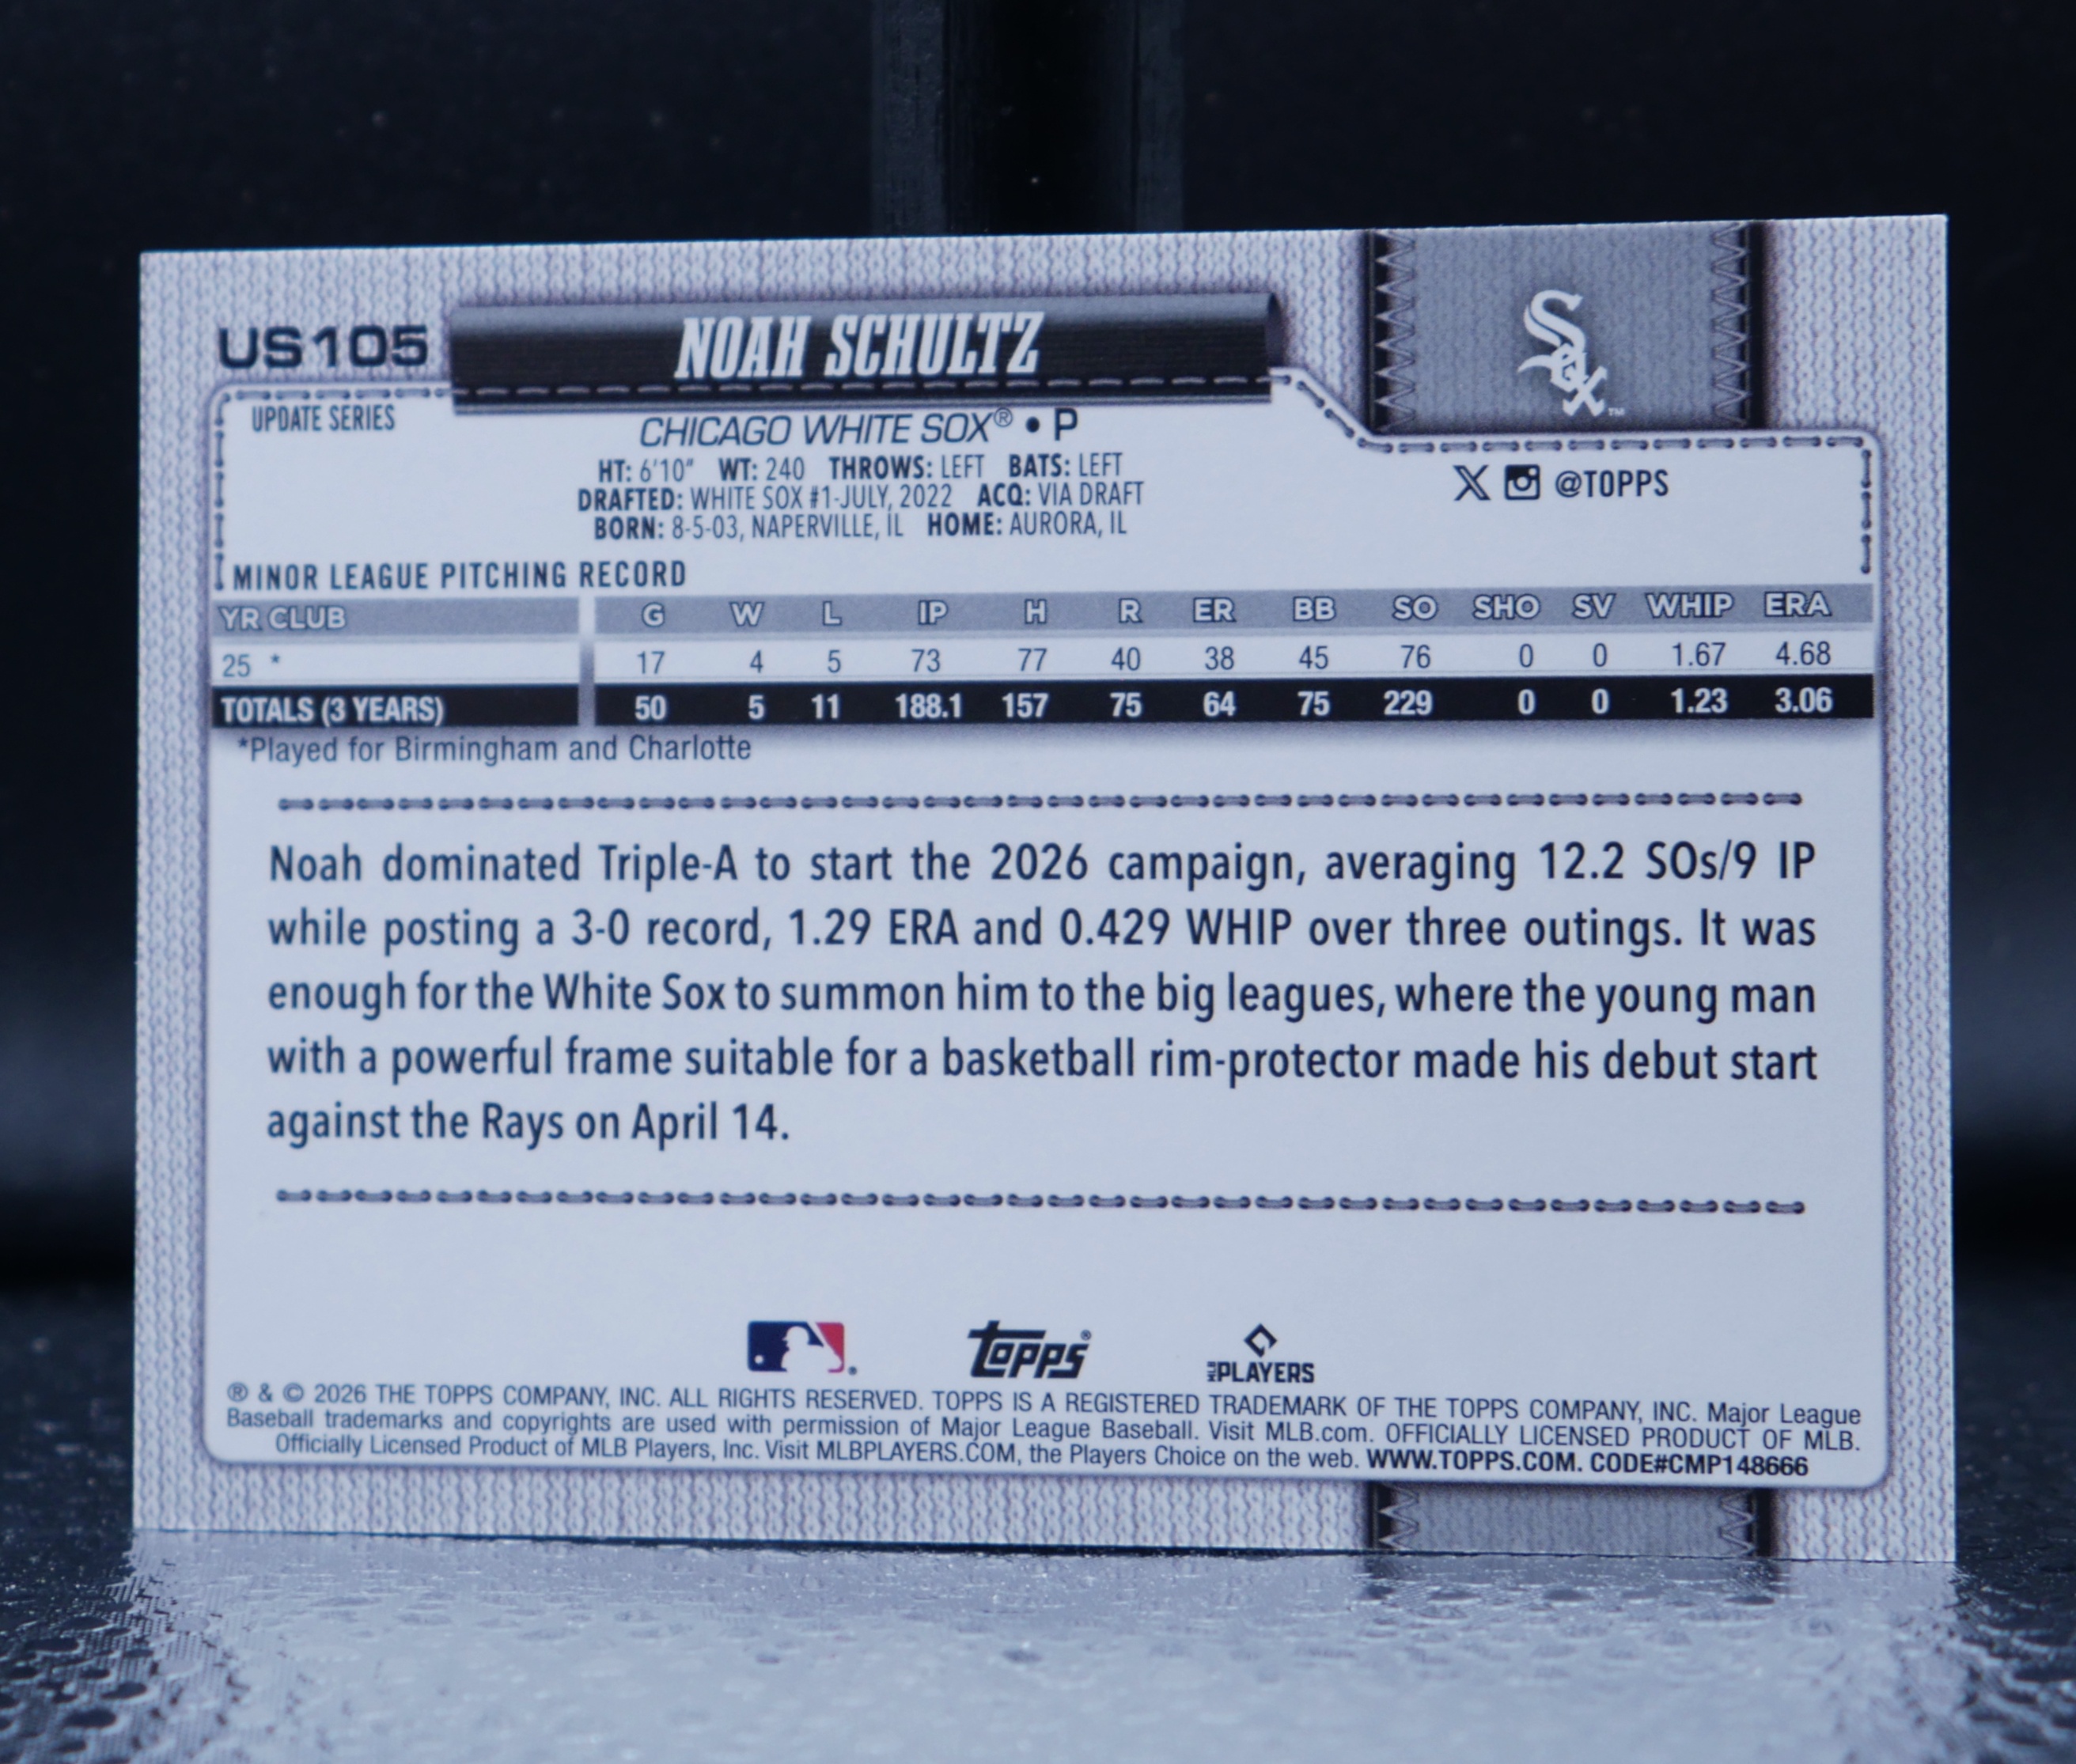 US105
NOAH SCHULTZ
Sox™
UPDATE SERIES
CHICAGO WHITE SOX® • P
HT: 6'10" WT: 240 THROWS: LEFT BATS: LEFT
DRAFTED: WHITE SOX #1-JULY, 2022 ACQ: VIA DRAFT
BORN: 8-5-03, NAPERVILLE, IL HOME: AURORA, IL
X @TOPPS
MINOR LEAGUE PITCHING RECORD
YR CLUB G W L IP H R ER BB SO SHO SV WHIP ERA
25 * 17 4 5 73 77 40 38 45 76 0 0 1.67 4.68
TOTALS (3 YEARS) 50 5 11 188.1 157 75 64 75 229 0 0 1.23 3.06
*Played for Birmingham and Charlotte
Noah dominated Triple-A to start the 2026 campaign, averaging 12.2 SOs/9 IP
while posting a 3-0 record, 1.29 ERA and 0.429 WHIP over three outings. It was
enough for the White Sox to summon him to the big leagues, where the young man
with a powerful frame suitable for a basketball rim-protector made his debut start
against the Rays on April 14.
topps®
MLB PLAYERS
® & © 2026 THE TOPPS COMPANY, INC. ALL RIGHTS RESERVED. TOPPS IS A REGISTERED TRADEMARK OF THE TOPPS COMPANY, INC. Major League
Baseball trademarks and copyrights are used with permission of Major League Baseball. Visit MLB.com. OFFICIALLY LICENSED PRODUCT OF MLB.
Officially Licensed Product of MLB Players, Inc. Visit MLBPLAYERS.COM, the Players Choice on the web. WWW.TOPPS.COM. CODE#CMP148666